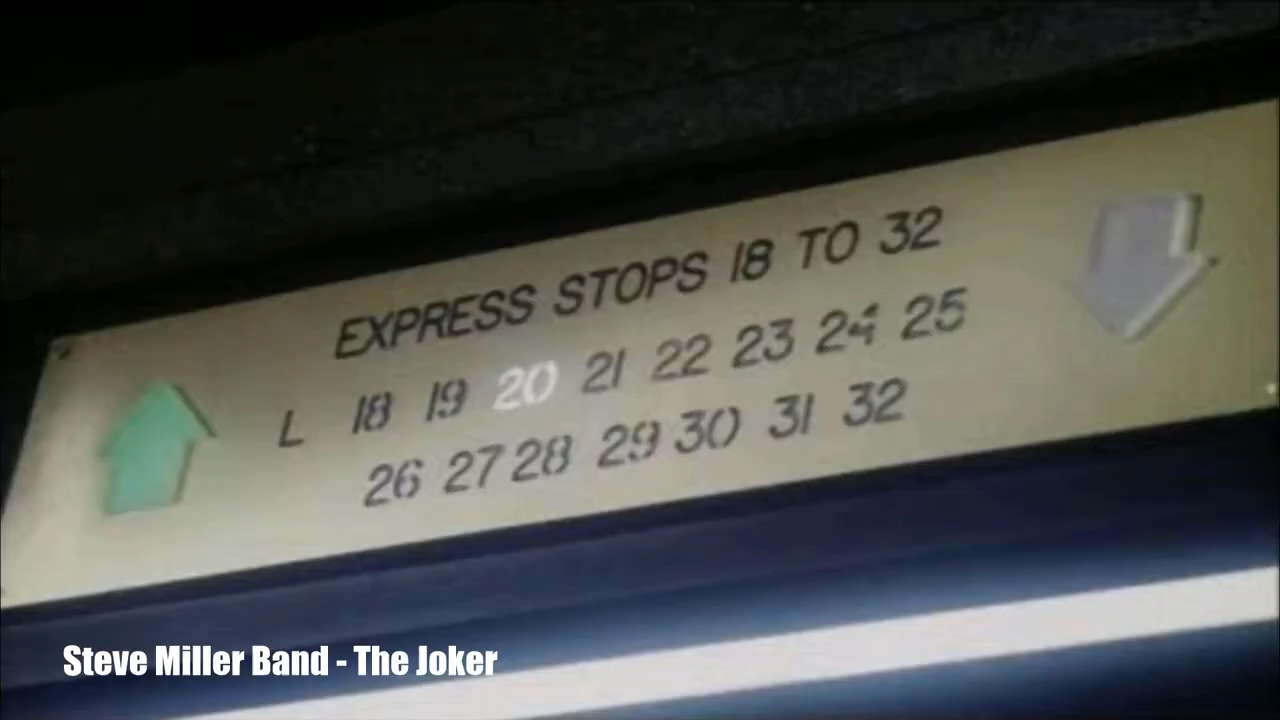 EXPRESS STOPS 18 TO 32
L 18 19 20 21 22 23 24 25
26 27 28 29 30 31 32
Steve Miller Band - The Joker